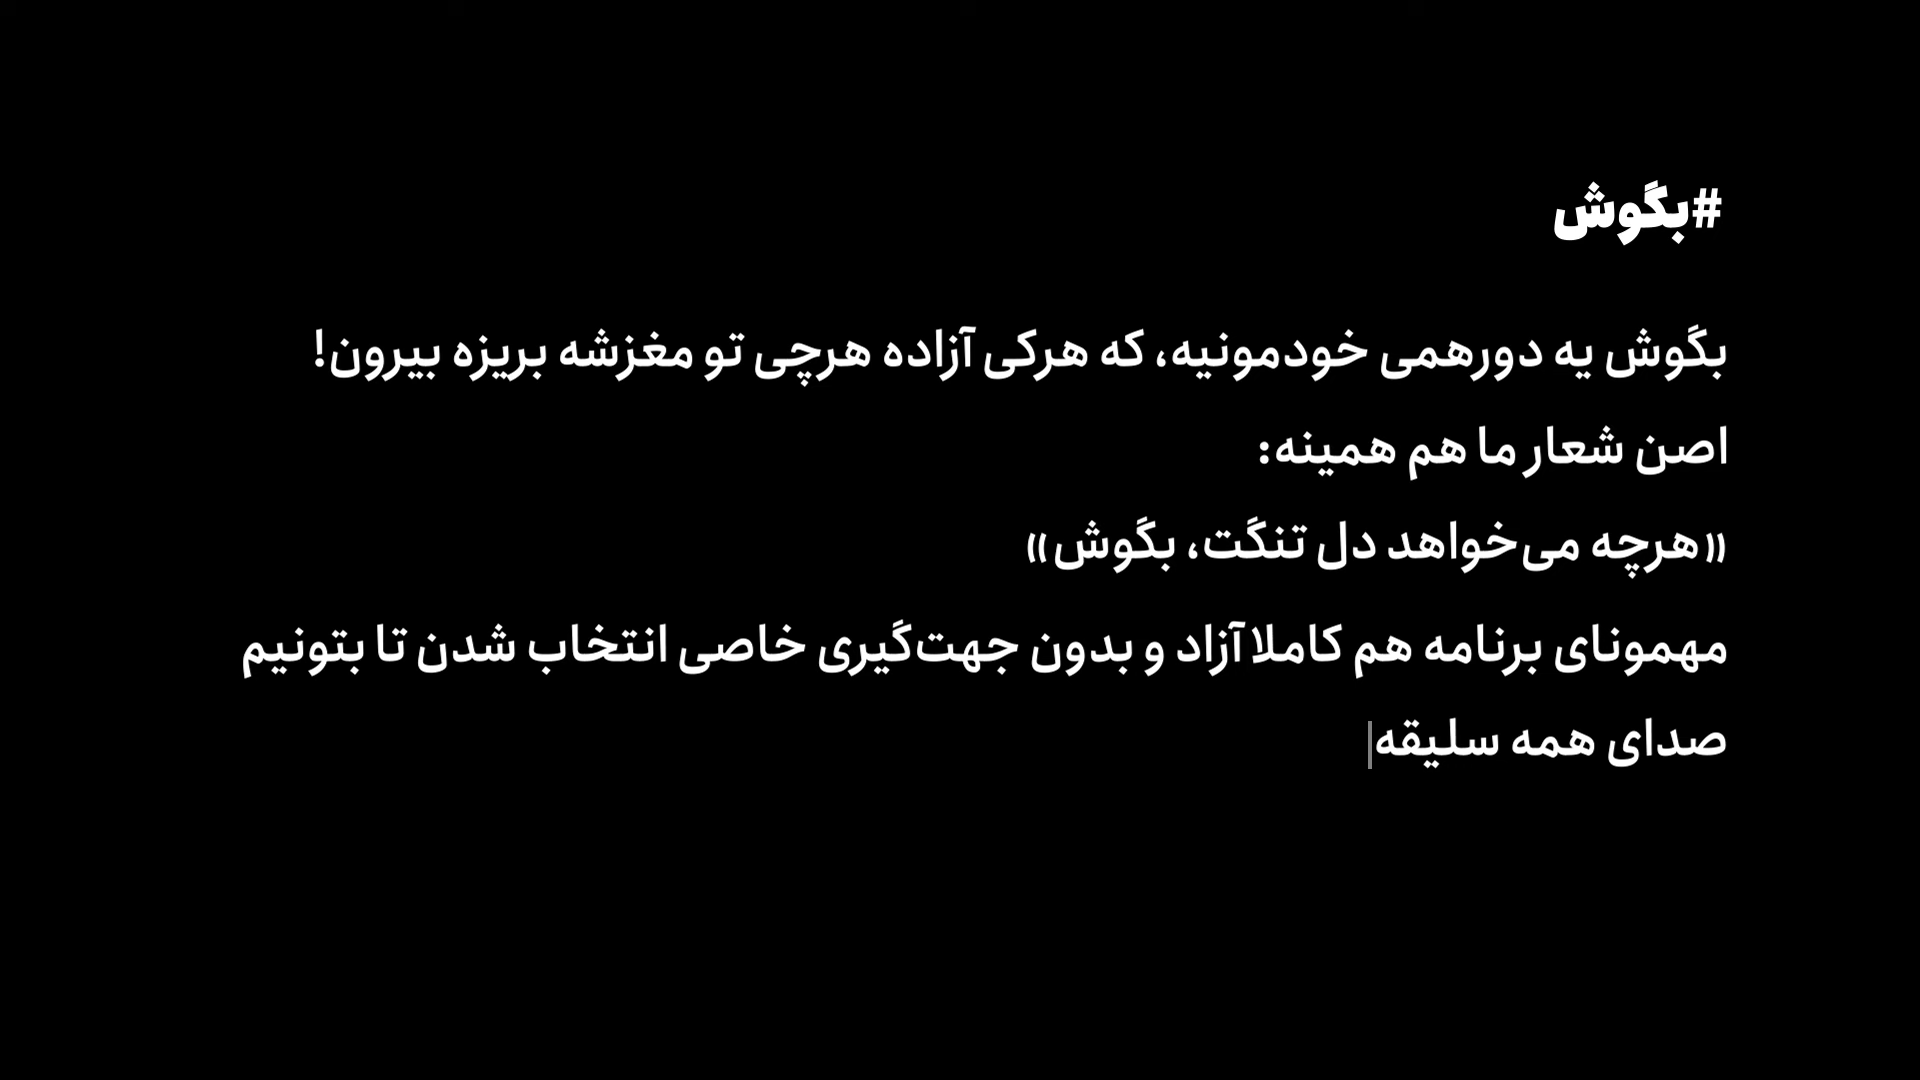 #بگوش
بگوش یه دورهمی خودمونیه، که هرکی آزاده هرچی تو مغزشه بریزه بیرون!
اصن شعار ما هم همینه:
«هرچه می‌خواهد دل تنگت، بگوش»
مهمونای برنامه هم کاملا آزاد و بدون جهت‌گیری خاصی انتخاب شدن تا بتونیم
صدای همه سلیقه